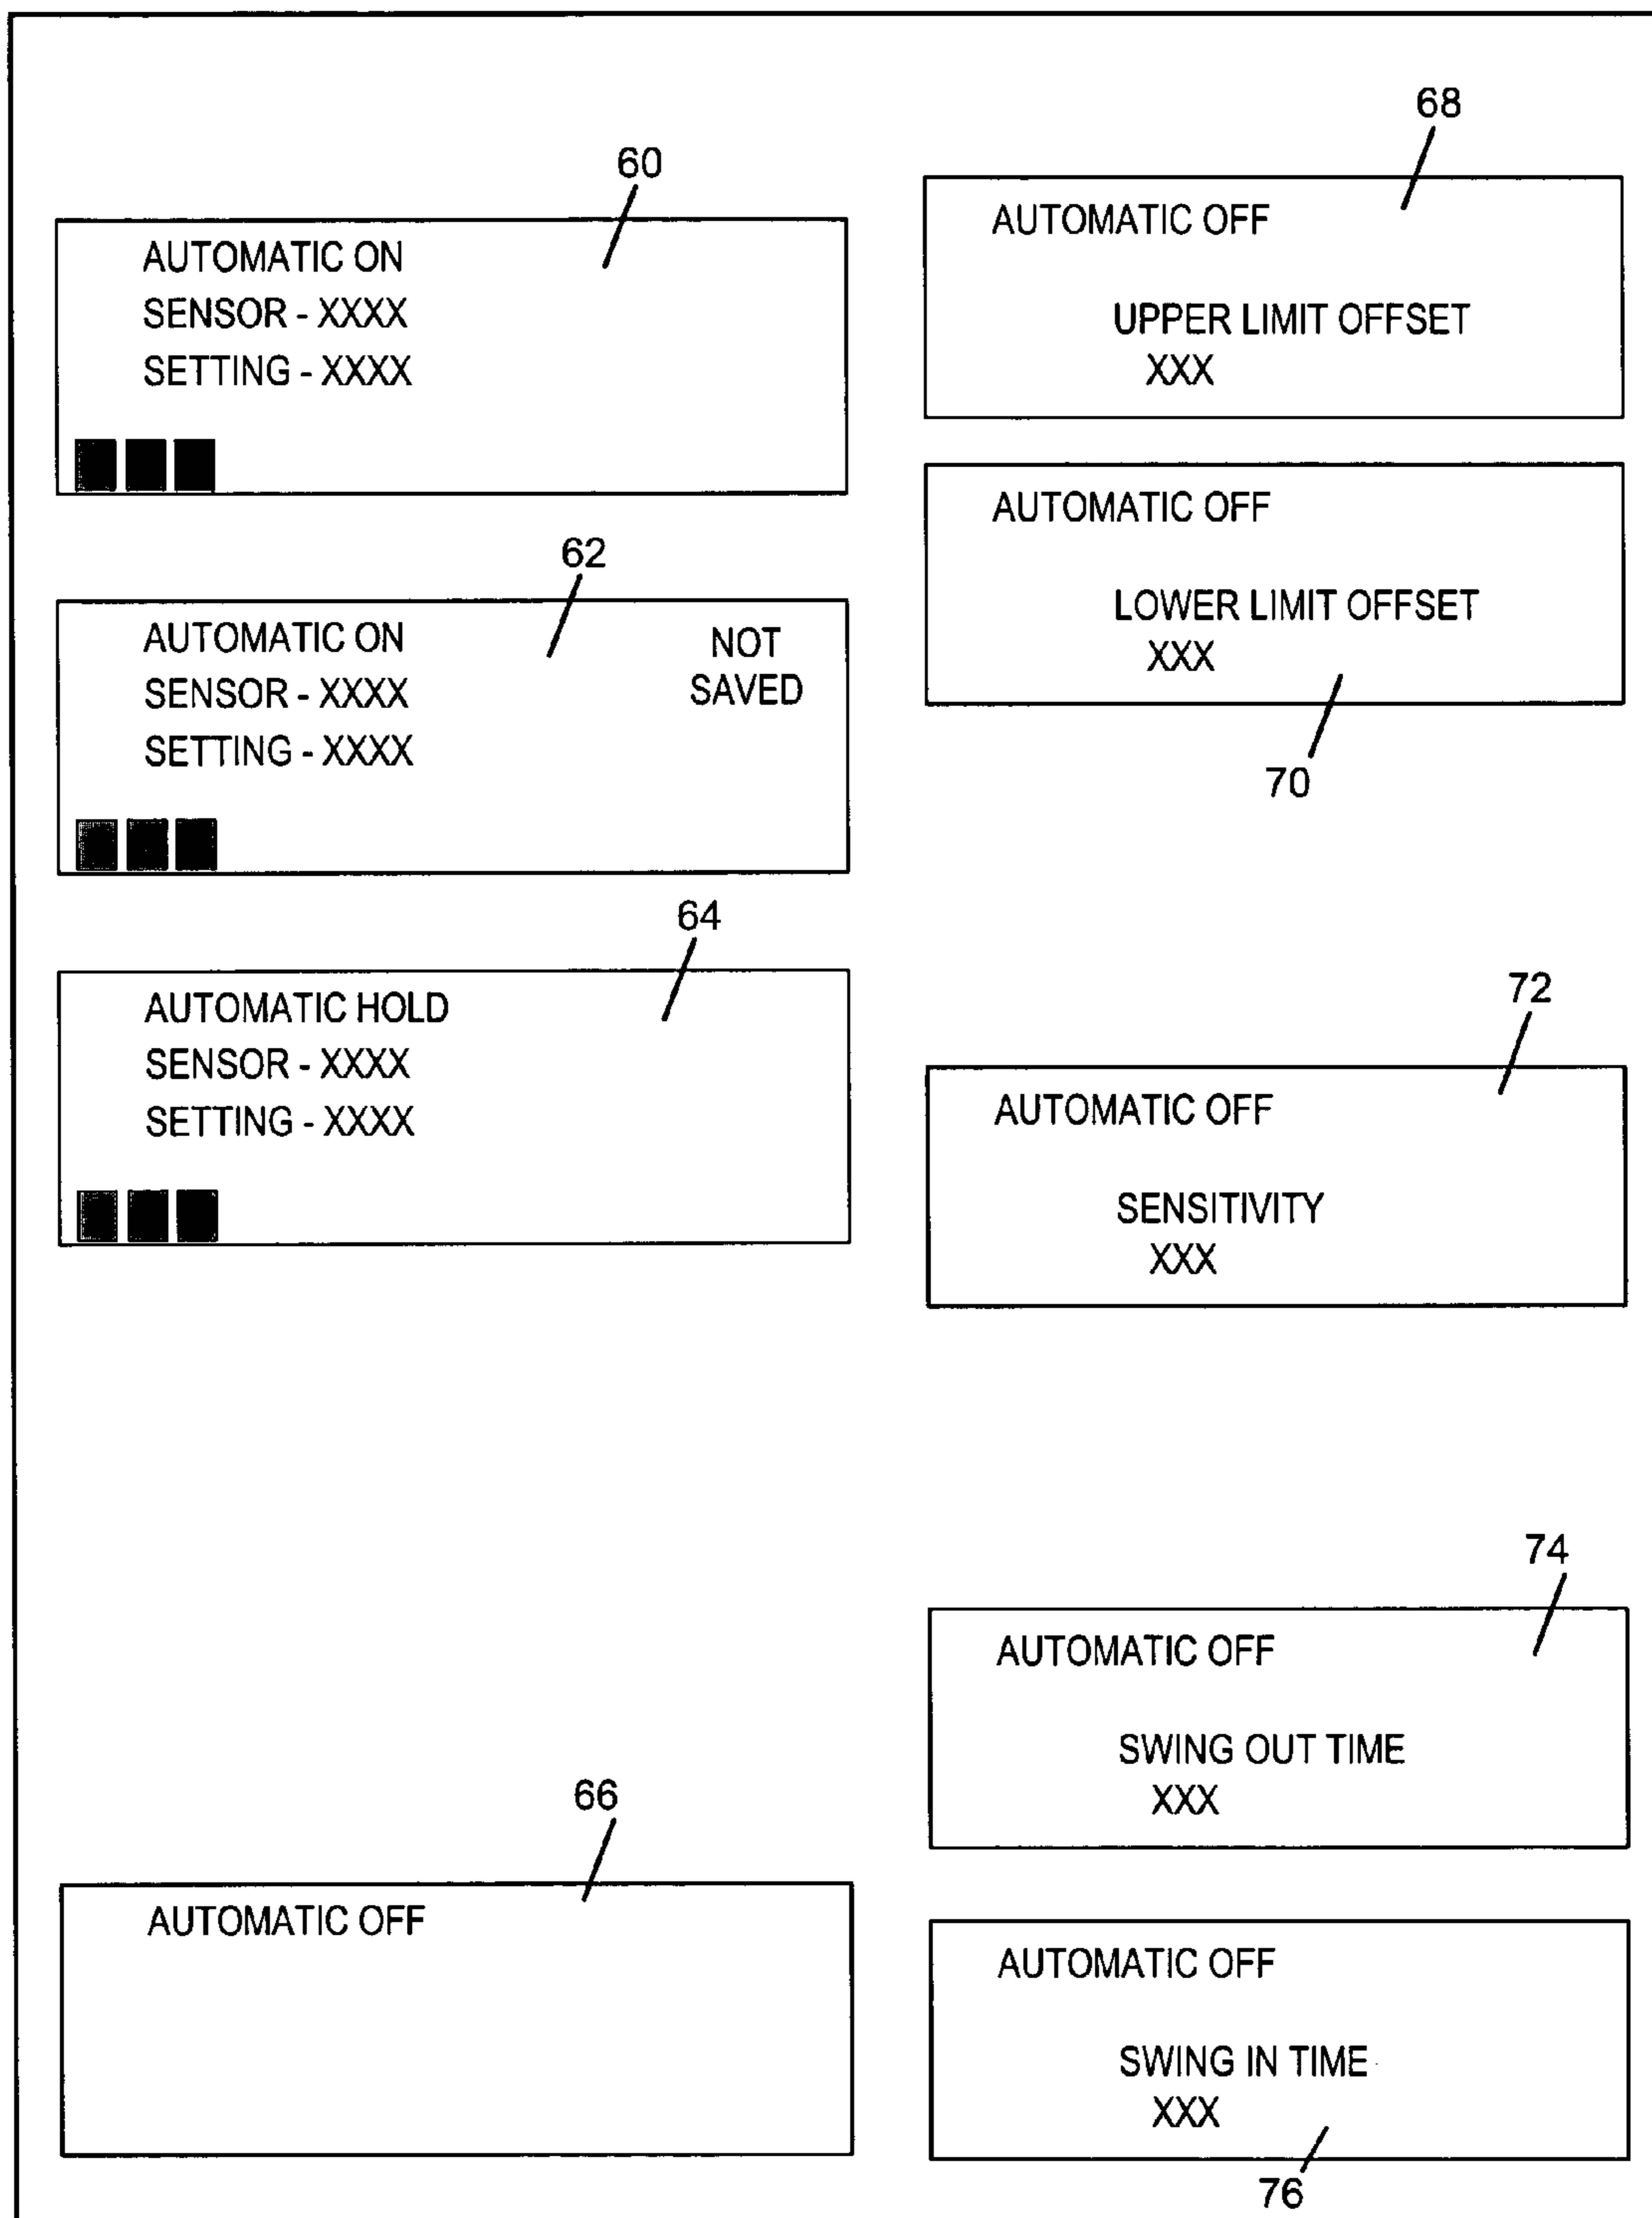 60
AUTOMATIC ON
SENSOR - XXXX
SETTING - XXXX
62
AUTOMATIC ON
NOT
SAVED
SENSOR - XXXX
SETTING - XXXX
64
AUTOMATIC HOLD
SENSOR - XXXX
SETTING - XXXX
66
AUTOMATIC OFF
68
AUTOMATIC OFF
UPPER LIMIT OFFSET
XXX
AUTOMATIC OFF
LOWER LIMIT OFFSET
XXX
70
72
AUTOMATIC OFF
SENSITIVITY
XXX
74
AUTOMATIC OFF
SWING OUT TIME
XXX
AUTOMATIC OFF
SWING IN TIME
XXX
76